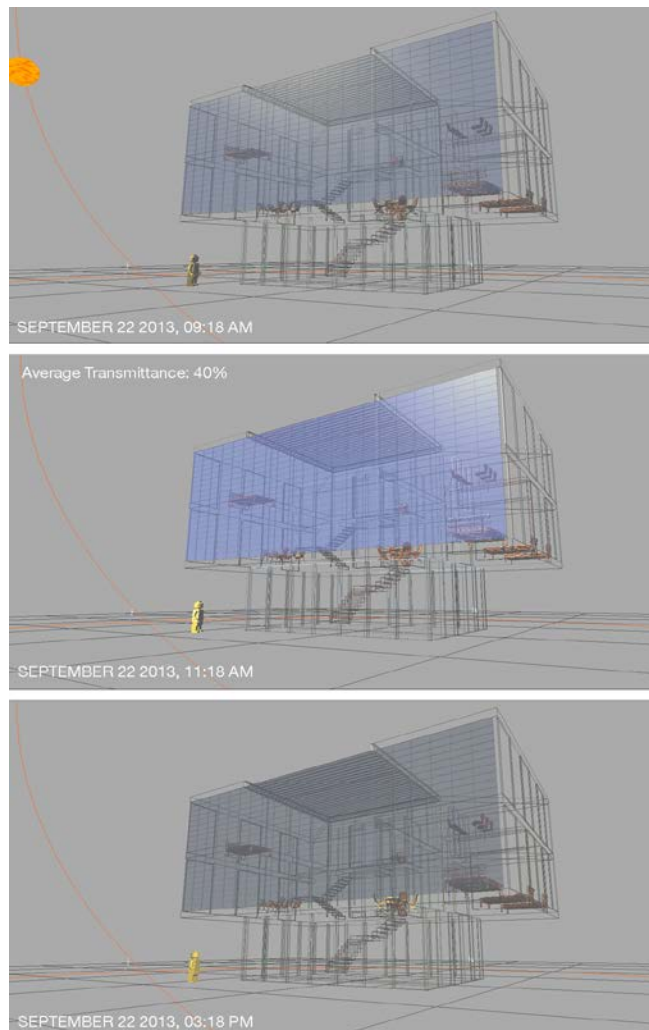 SEPTEMBER 22 2013, 09:18 AM
Average Transmittance: 40%
SEPTEMBER 22 2013, 11:18 AM
SEPTEMBER 22 2013, 03:18 PM